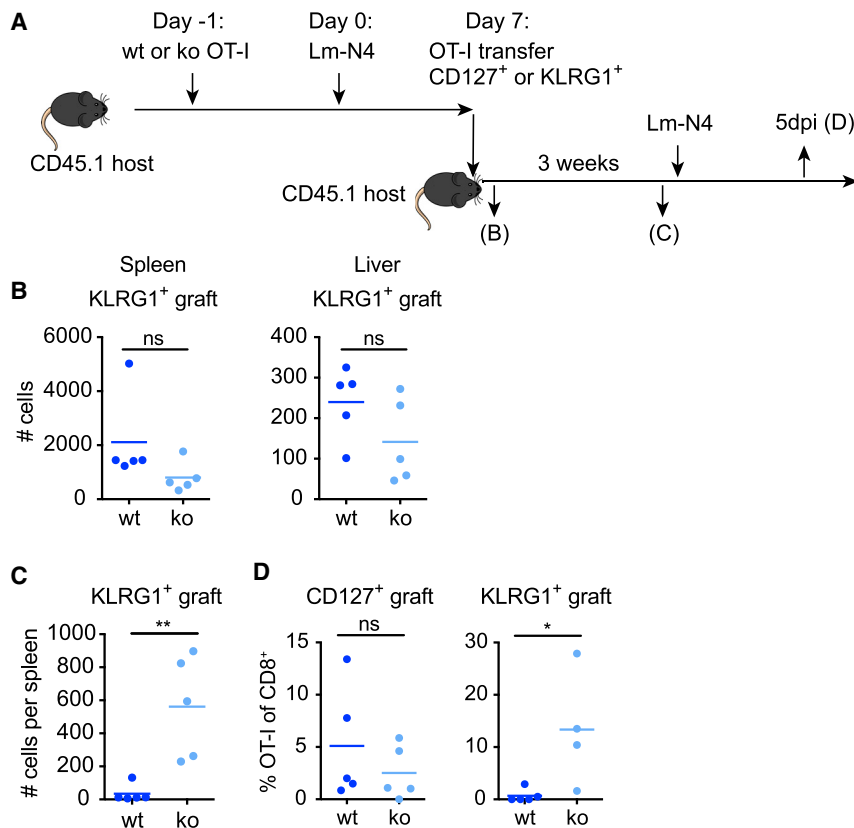 A
Day -1:
wt or ko OT-I
Day 0:
Lm-N4
Day 7:
OT-I transfer
CD127+ or KLRG1+
CD45.1 host
CD45.1 host
3 weeks
Lm-N4
5dpi (D)
(B)
(C)
B
Spleen
KLRG1+ graft
# cells
6000
4000
2000
0
ns
wt
ko
Liver
KLRG1+ graft
400
300
200
100
0
ns
wt
ko
C
KLRG1+ graft
# cells per spleen
1000
800
600
400
200
0
**
wt
ko
D
CD127+ graft
% OT-I of CD8+
15
10
5
0
ns
wt
ko
KLRG1+ graft
30
20
10
0
*
wt
ko